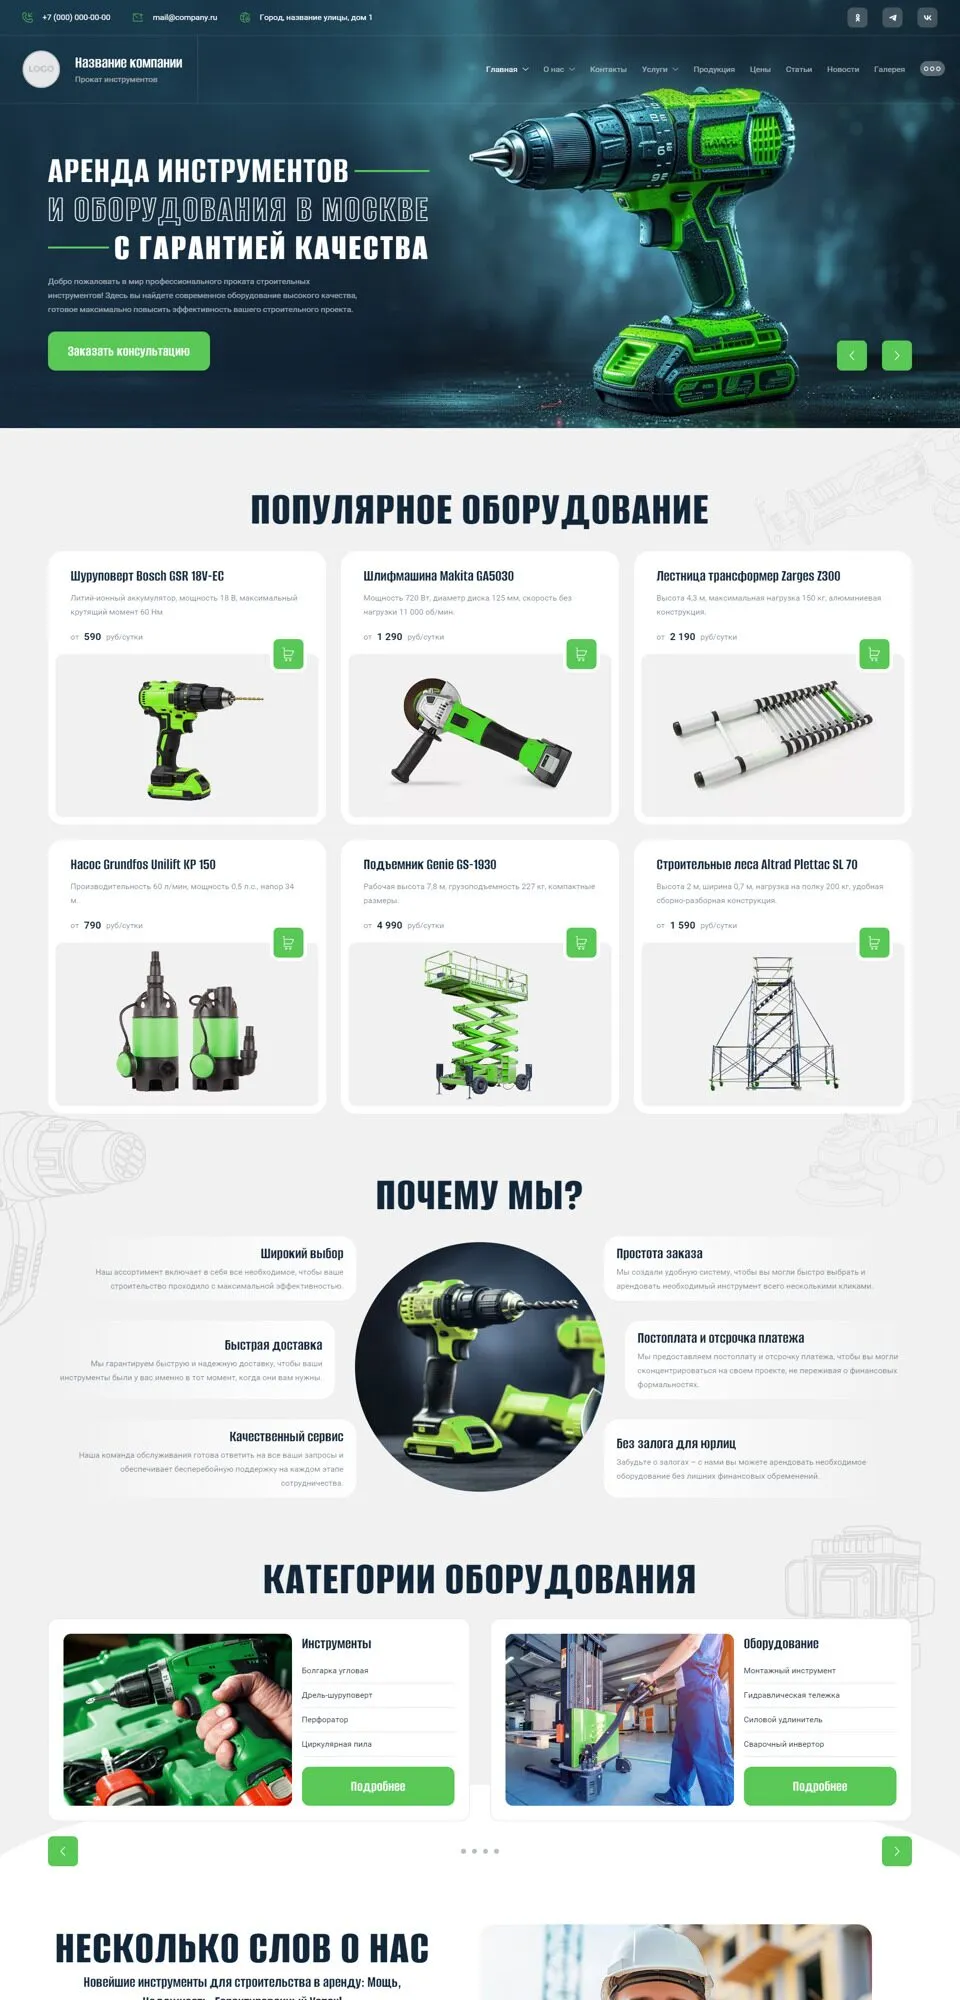 +7 (000) 000-00-00
mail@company.ru
Город, название улицы, дом 1
LOGO
Название компании
Прокат инструментов
Главная
О нас
Контакты
Услуги
Продукция
Цены
Статьи
Новости
Галерея
АРЕНДА ИНСТРУМЕНТОВ
И ОБОРУДОВАНИЯ В МОСКВЕ
С ГАРАНТИЕЙ КАЧЕСТВА
Добро пожаловать в мир профессионального проката строительных
инструментов! Здесь вы найдете современное оборудование высокого качества,
готовое максимально повысить эффективность вашего строительного проекта.
Заказать консультацию
ПОПУЛЯРНОЕ ОБОРУДОВАНИЕ
Шуруповерт Bosch GSR 18V-EC
Литий-ионный аккумулятор, мощность 18 В, максимальный
крутящий момент 60 Нм
от 590 руб/сутки
Шлифмашина Makita GA5030
Мощность 720 Вт, диаметр диска 125 мм, скорость без
нагрузки 11 000 об/мин.
от 1 290 руб/сутки
Лестница трансформер Zarges Z300
Высота 4,3 м, максимальная нагрузка 150 кг, алюминиевая
конструкция.
от 2 190 руб/сутки
Насос Grundfos Unilift KP 150
Производительность 60 л/мин, мощность 0,5 л.с., напор 34
м.
от 790 руб/сутки
Подъемник Genie GS-1930
Рабочая высота 7,8 м, грузоподъемность 227 кг, компактные
размеры.
от 4 990 руб/сутки
Строительные леса Altrad Plettac SL 70
Высота 2 м, ширина 0,7 м, нагрузка на полку 200 кг, удобная
сборно-разборная конструкция.
от 1 590 руб/сутки
ПОЧЕМУ МЫ?
Широкий выбор
Наш ассортимент включает в себя все необходимое, чтобы ваше
строительство проходило с максимальной эффективностью.
Быстрая доставка
Мы гарантируем быструю и надежную доставку, чтобы ваши
инструменты были у вас именно в тот момент, когда они вам нужны.
Качественный сервис
Наша команда обслуживания готова ответить на все ваши запросы и
обеспечивает бесперебойную поддержку на каждом этапе
сотрудничества.
Простота заказа
Мы создали удобную систему, чтобы вы могли быстро выбрать и
арендовать необходимый инструмент всего несколькими кликами.
Постоплата и отсрочка платежа
Мы предоставляем постоплату и отсрочку платежа, чтобы вы могли
сконцентрироваться на своем проекте, не переживая о финансовых
формальностях.
Без залога для юрлиц
Забудьте о залогах – с нами вы можете арендовать необходимое
оборудование без лишних финансовых обременений.
КАТЕГОРИИ ОБОРУДОВАНИЯ
Инструменты
Болгарка угловая
Дрель-шуруповерт
Перфоратор
Циркулярная пила
Подробнее
Оборудование
Монтажный инструмент
Гидравлическая тележка
Силовой удлинитель
Сварочный инвертор
Подробнее
НЕСКОЛЬКО СЛОВ О НАС
Новейшие инструменты для строительства в аренду: Мощь,